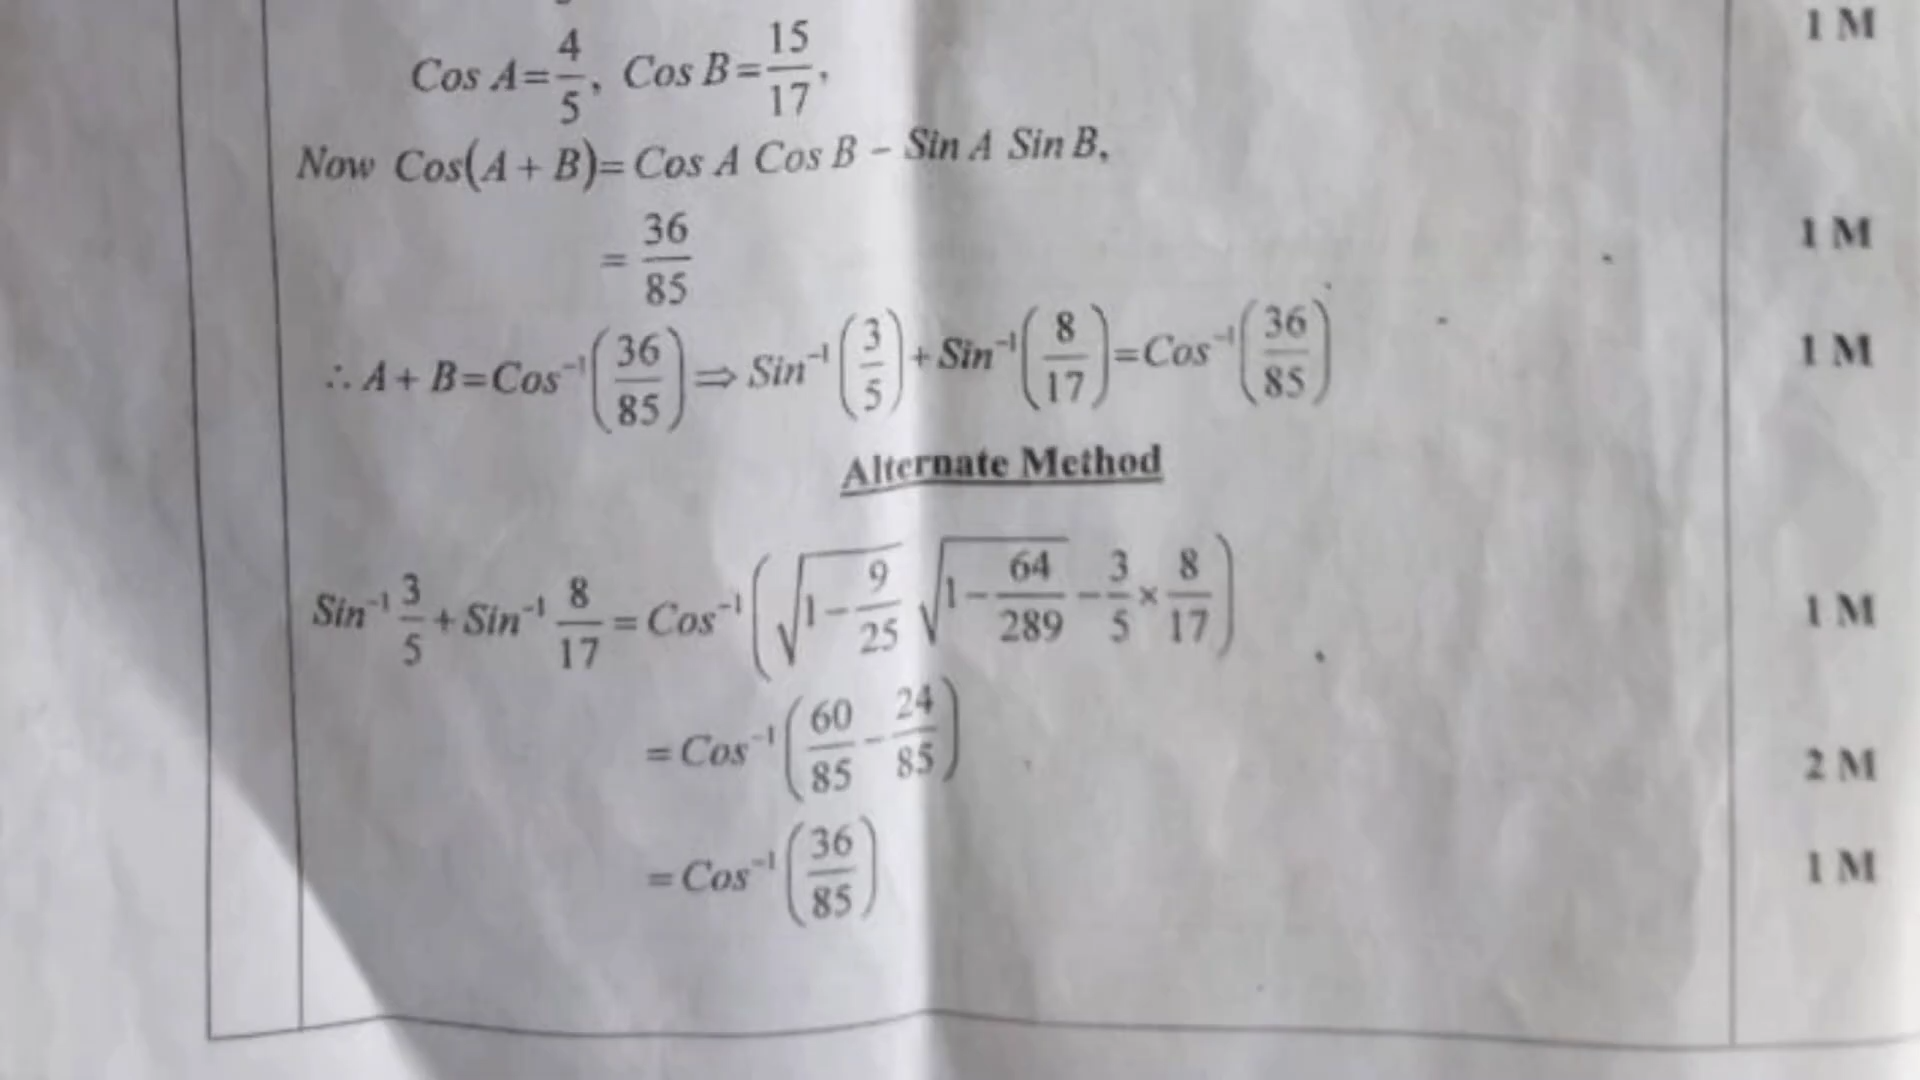 Cos A = 4/5, Cos B = 15/17, 1 M
Now Cos(A + B) = Cos A Cos B − Sin A Sin B,
= 36/85 1 M
∴ A + B = Cos⁻¹(36/85) ⇒ Sin⁻¹(3/5) + Sin⁻¹(8/17) = Cos⁻¹(36/85) 1 M
Alternate Method
Sin⁻¹ 3/5 + Sin⁻¹ 8/17 = Cos⁻¹(√(1 − 9/25) √(1 − 64/289) − 3/5 × 8/17) 1 M
= Cos⁻¹(60/85 − 24/85) 2 M
= Cos⁻¹(36/85) 1 M